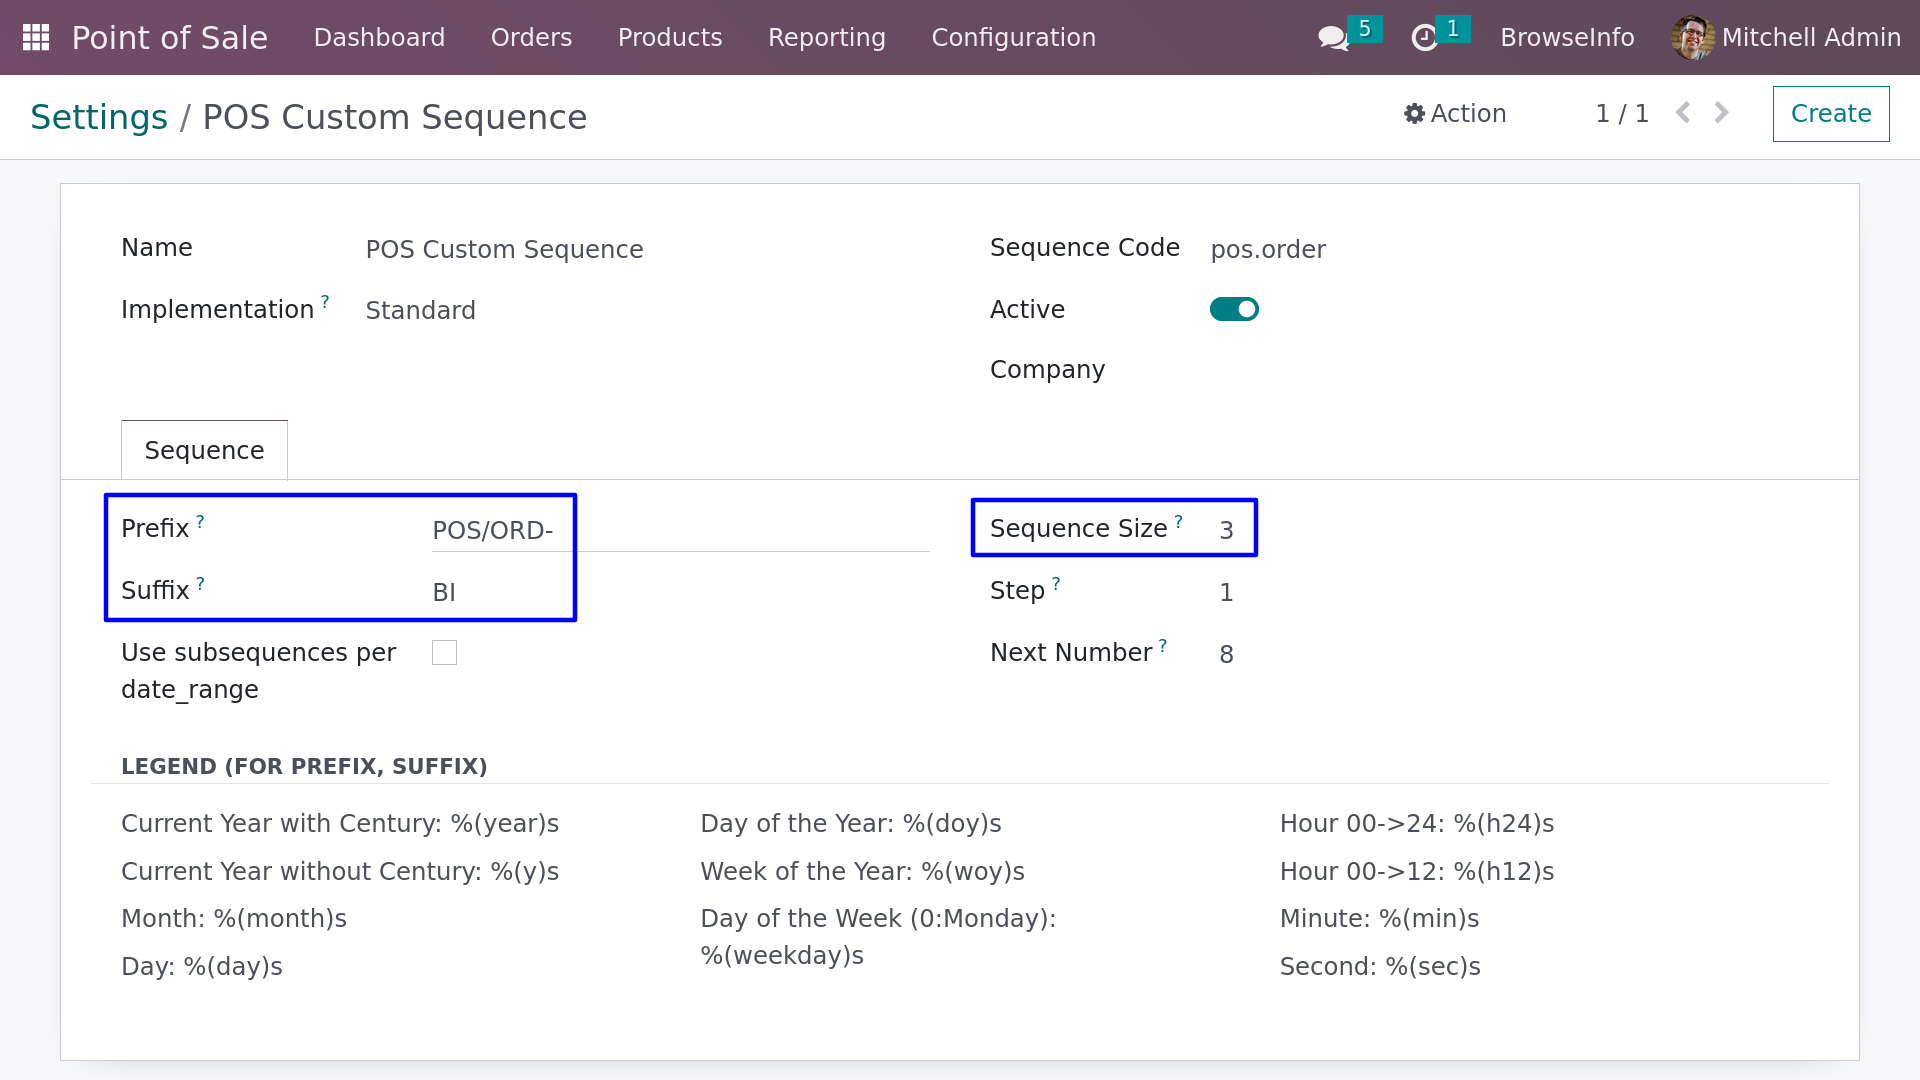 Point of Sale Dashboard Orders Products Reporting Configuration 5 1 BrowseInfo Mitchell Admin
Settings / POS Custom Sequence Action 1 / 1 Create
Name POS Custom Sequence Sequence Code pos.order
Implementation ? Standard Active
Company
Sequence
Prefix ? POS/ORD- Sequence Size ? 3
Suffix ? BI Step ? 1
Use subsequences per Next Number ? 8
date_range
LEGEND (FOR PREFIX, SUFFIX)
Current Year with Century: %(year)s Day of the Year: %(doy)s Hour 00->24: %(h24)s
Current Year without Century: %(y)s Week of the Year: %(woy)s Hour 00->12: %(h12)s
Month: %(month)s Day of the Week (0:Monday): Minute: %(min)s
%(weekday)s
Day: %(day)s Second: %(sec)s